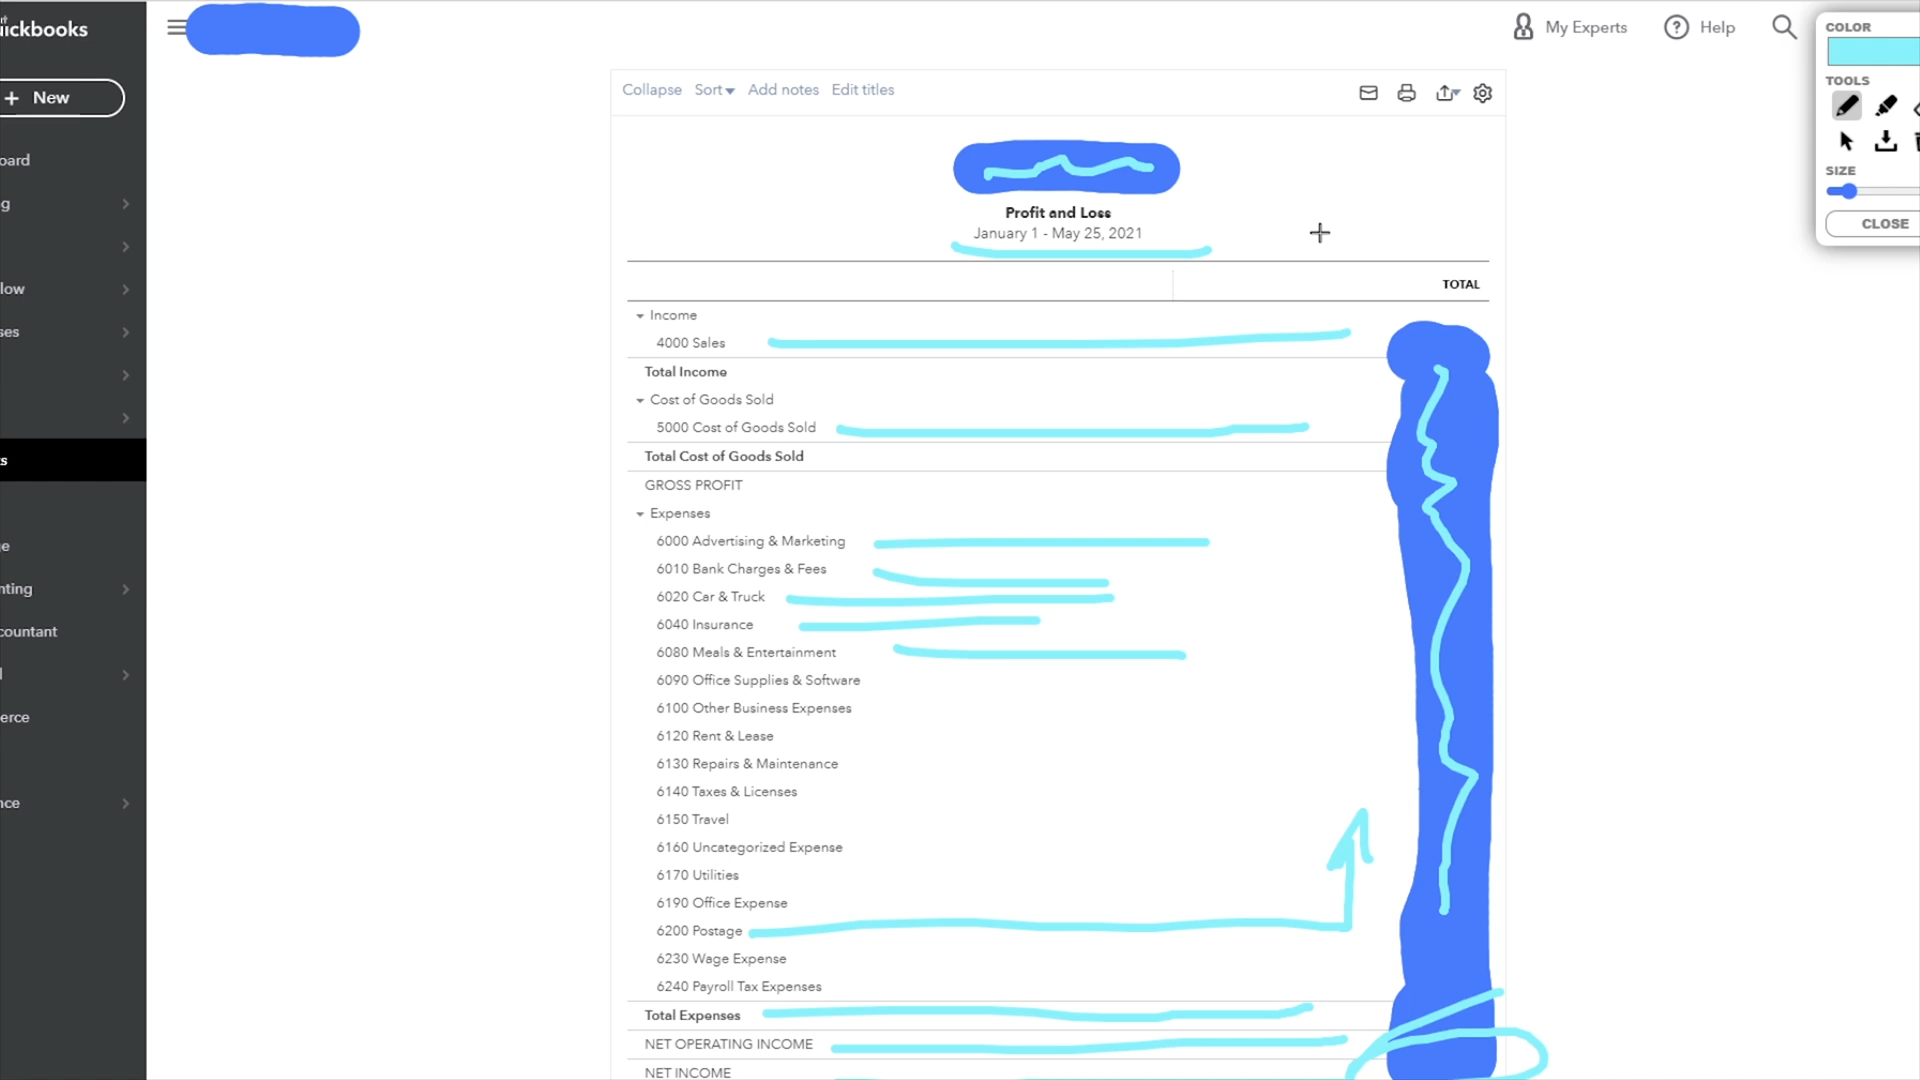 uickbooks
My Experts
Help
COLOR
+ New
Collapse Sort Add notes Edit titles
TOOLS
oard
SIZE
g
Profit and Loss
CLOSE
January 1 - May 25, 2021
TOTAL
low
Income
ses
4000 Sales
Total Income
Cost of Goods Sold
5000 Cost of Goods Sold
Total Cost of Goods Sold
s
GROSS PROFIT
Expenses
6000 Advertising & Marketing
e
6010 Bank Charges & Fees
nting
6020 Car & Truck
6040 Insurance
countant
6080 Meals & Entertainment
l
6090 Office Supplies & Software
6100 Other Business Expenses
erce
6120 Rent & Lease
6130 Repairs & Maintenance
6140 Taxes & Licenses
nce
6150 Travel
6160 Uncategorized Expense
6170 Utilities
6190 Office Expense
6200 Postage
6230 Wage Expense
6240 Payroll Tax Expenses
Total Expenses
NET OPERATING INCOME
NET INCOME